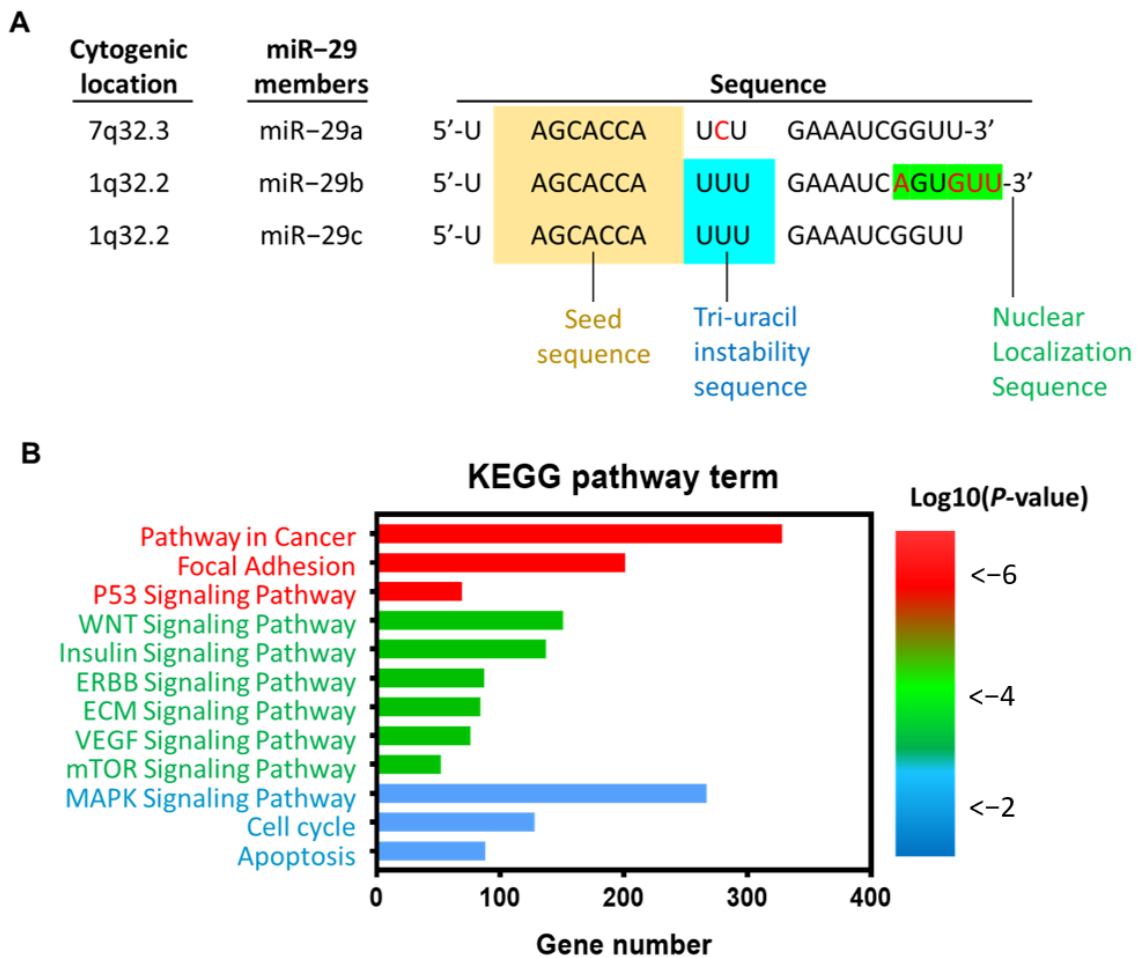 A
Cytogenic location
miR−29 members
Sequence
7q32.3 miR−29a 5’-U AGCACCA UCU GAAAUCGGUU-3’
1q32.2 miR−29b 5’-U AGCACCA UUU GAAAUCAGUGUU-3’
1q32.2 miR−29c 5’-U AGCACCA UUU GAAAUCGGUU
Seed
sequence
Tri-uracil
instability
sequence
Nuclear
Localization
Sequence
B
KEGG pathway term
Log10(P-value)
Pathway in Cancer
Focal Adhesion
P53 Signaling Pathway
WNT Signaling Pathway
Insulin Signaling Pathway
ERBB Signaling Pathway
ECM Signaling Pathway
VEGF Signaling Pathway
mTOR Signaling Pathway
MAPK Signaling Pathway
Cell cycle
Apoptosis
<−6
<−4
<−2
0 100 200 300 400
Gene number